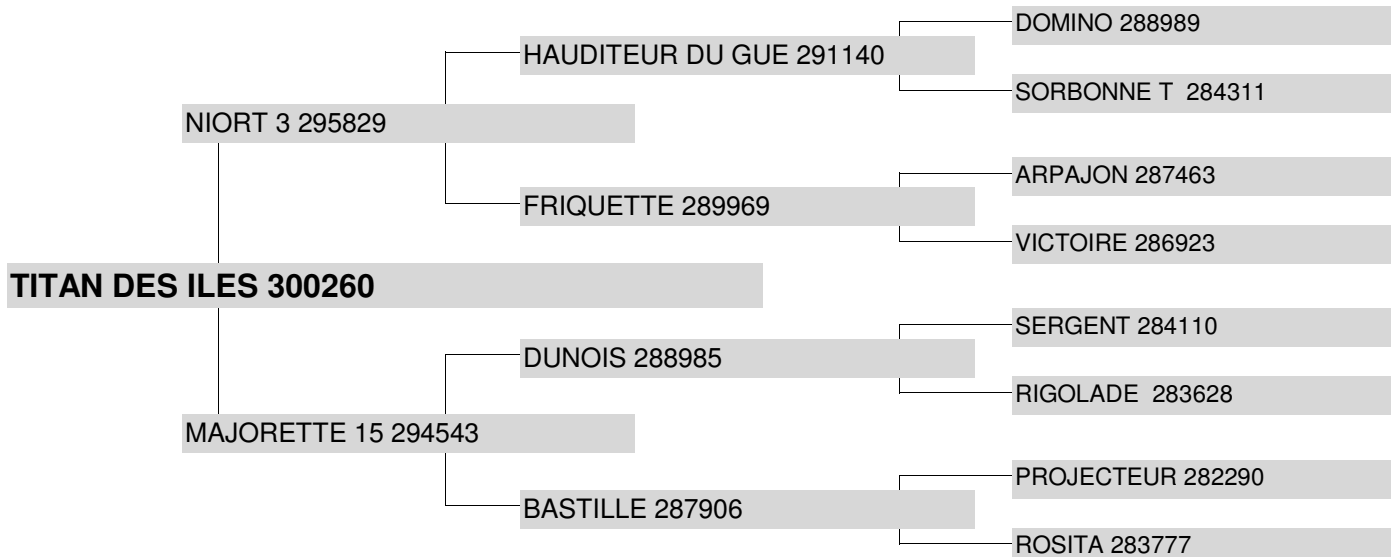 DOMINO 288989
HAUDITEUR DU GUE 291140
SORBONNE T  284311
NIORT 3 295829
ARPAJON 287463
FRIQUETTE 289969
VICTOIRE 286923
TITAN DES ILES 300260
SERGENT 284110
DUNOIS 288985
RIGOLADE  283628
MAJORETTE 15 294543
PROJECTEUR 282290
BASTILLE 287906
ROSITA 283777